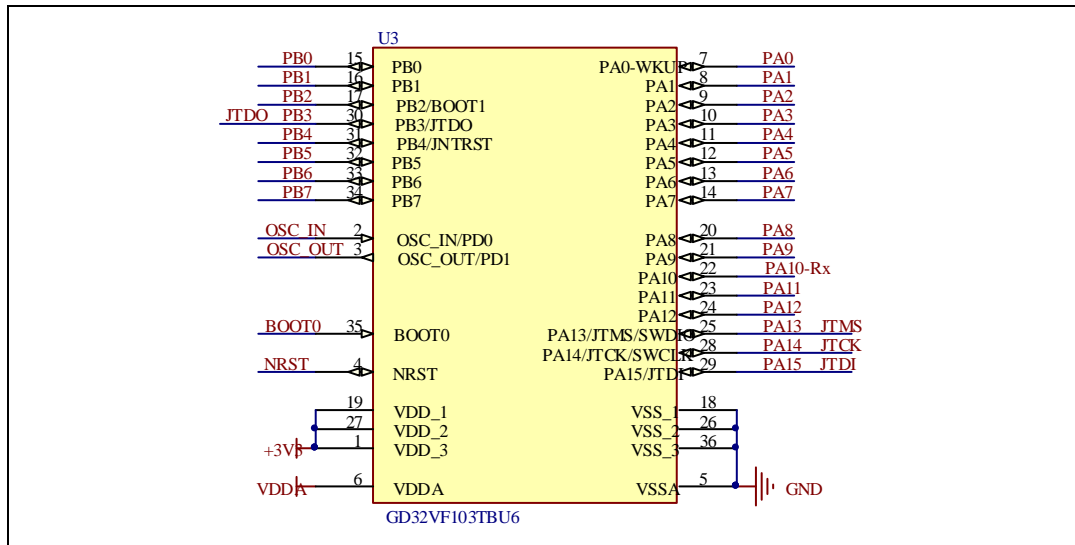 U3
PB0 15 PB0 PA0-WKUP 7 PA0
PB1 16 PB1 PA1 8 PA1
PB2 17 PB2/BOOT1 PA2 9 PA2
JTDO PB3 30 PB3/JTDO PA3 10 PA3
PB4 31 PB4/JNTRST PA4 11 PA4
PB5 32 PB5 PA5 12 PA5
PB6 33 PB6 PA6 13 PA6
PB7 34 PB7 PA7 14 PA7
OSC_IN 2 OSC_IN/PD0 PA8 20 PA8
OSC_OUT 3 OSC_OUT/PD1 PA9 21 PA9
PA10 22 PA10-Rx
PA11 23 PA11
PA12 24 PA12
BOOT0 35 BOOT0 PA13/JTMS/SWDIO 25 PA13 JTMS
PA14/JTCK/SWCLK 28 PA14 JTCK
NRST 4 NRST PA15/JTDI 29 PA15 JTDI
19 VDD_1 VSS_1 18
27 VDD_2 VSS_2 26
+3V3 1 VDD_3 VSS_3 36
VDDA 6 VDDA VSSA 5 GND
GD32VF103TBU6